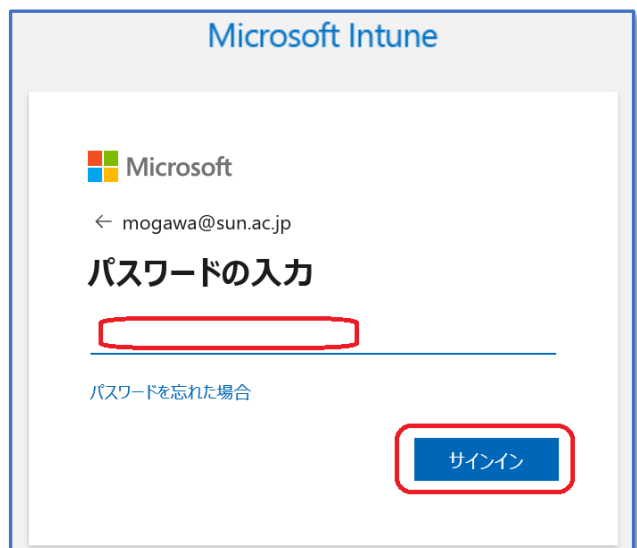 Microsoft Intune
Microsoft
← mogawa@sun.ac.jp
パスワードの入力
パスワードを忘れた場合
サインイン